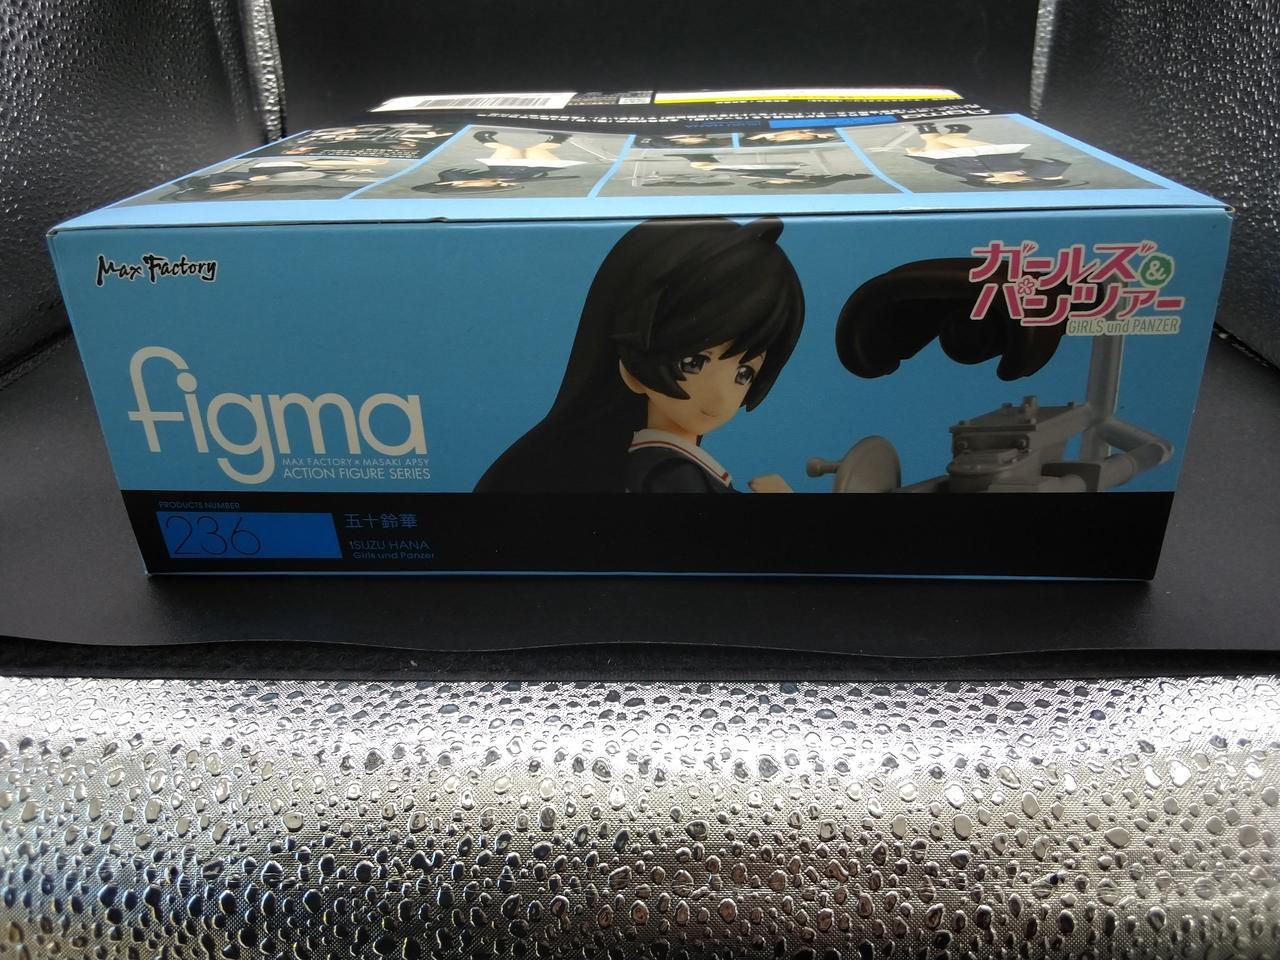 Max Factory
ガールズ&
パンツァー
GIRLS und PANZER
figma
MAX FACTORY × MASAKI APSY
ACTION FIGURE SERIES
PRODUCTS NUMBER
236
五十鈴華
ISUZU HANA
Girls und Panzer